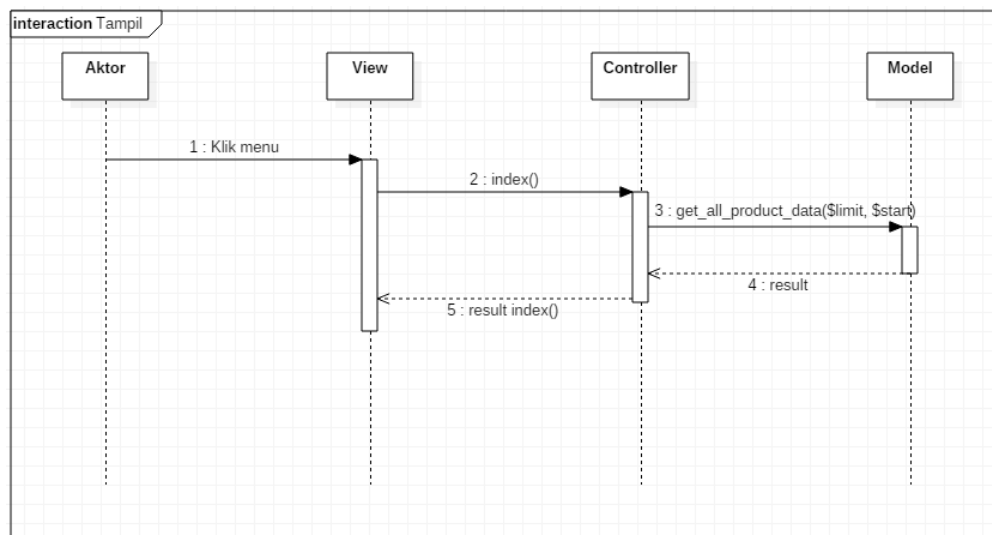 interaction Tampil
Aktor
View
Controller
Model
1 : Klik menu
2 : index()
3 : get_all_product_data($limit, $start)
4 : result
5 : result index()